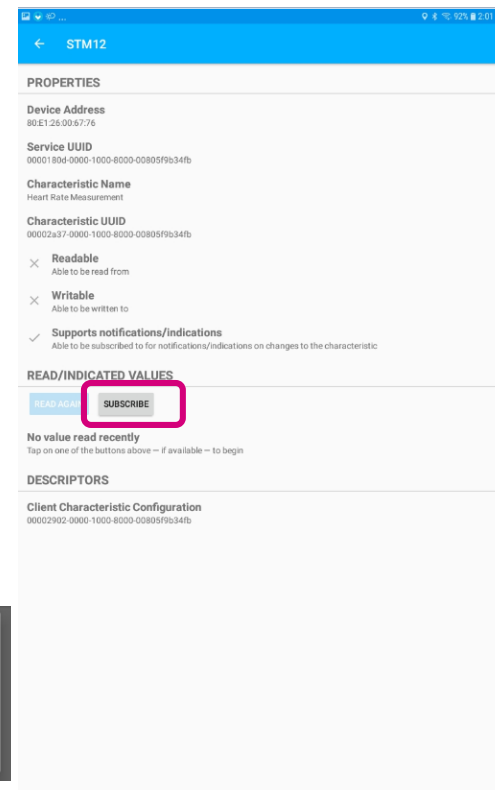 ... 92% 2:01
STM12
PROPERTIES
Device Address
80:E1:26:00:67:76
Service UUID
0000180d-0000-1000-8000-00805f9b34fb
Characteristic Name
Heart Rate Measurement
Characteristic UUID
00002a37-0000-1000-8000-00805f9b34fb
Readable
Able to be read from
Writable
Able to be written to
Supports notifications/indications
Able to be subscribed to for notifications/indications on changes to the characteristic
READ/INDICATED VALUES
READ AGAIN SUBSCRIBE
No value read recently
Tap on one of the buttons above — if available — to begin
DESCRIPTORS
Client Characteristic Configuration
00002902-0000-1000-8000-00805f9b34fb